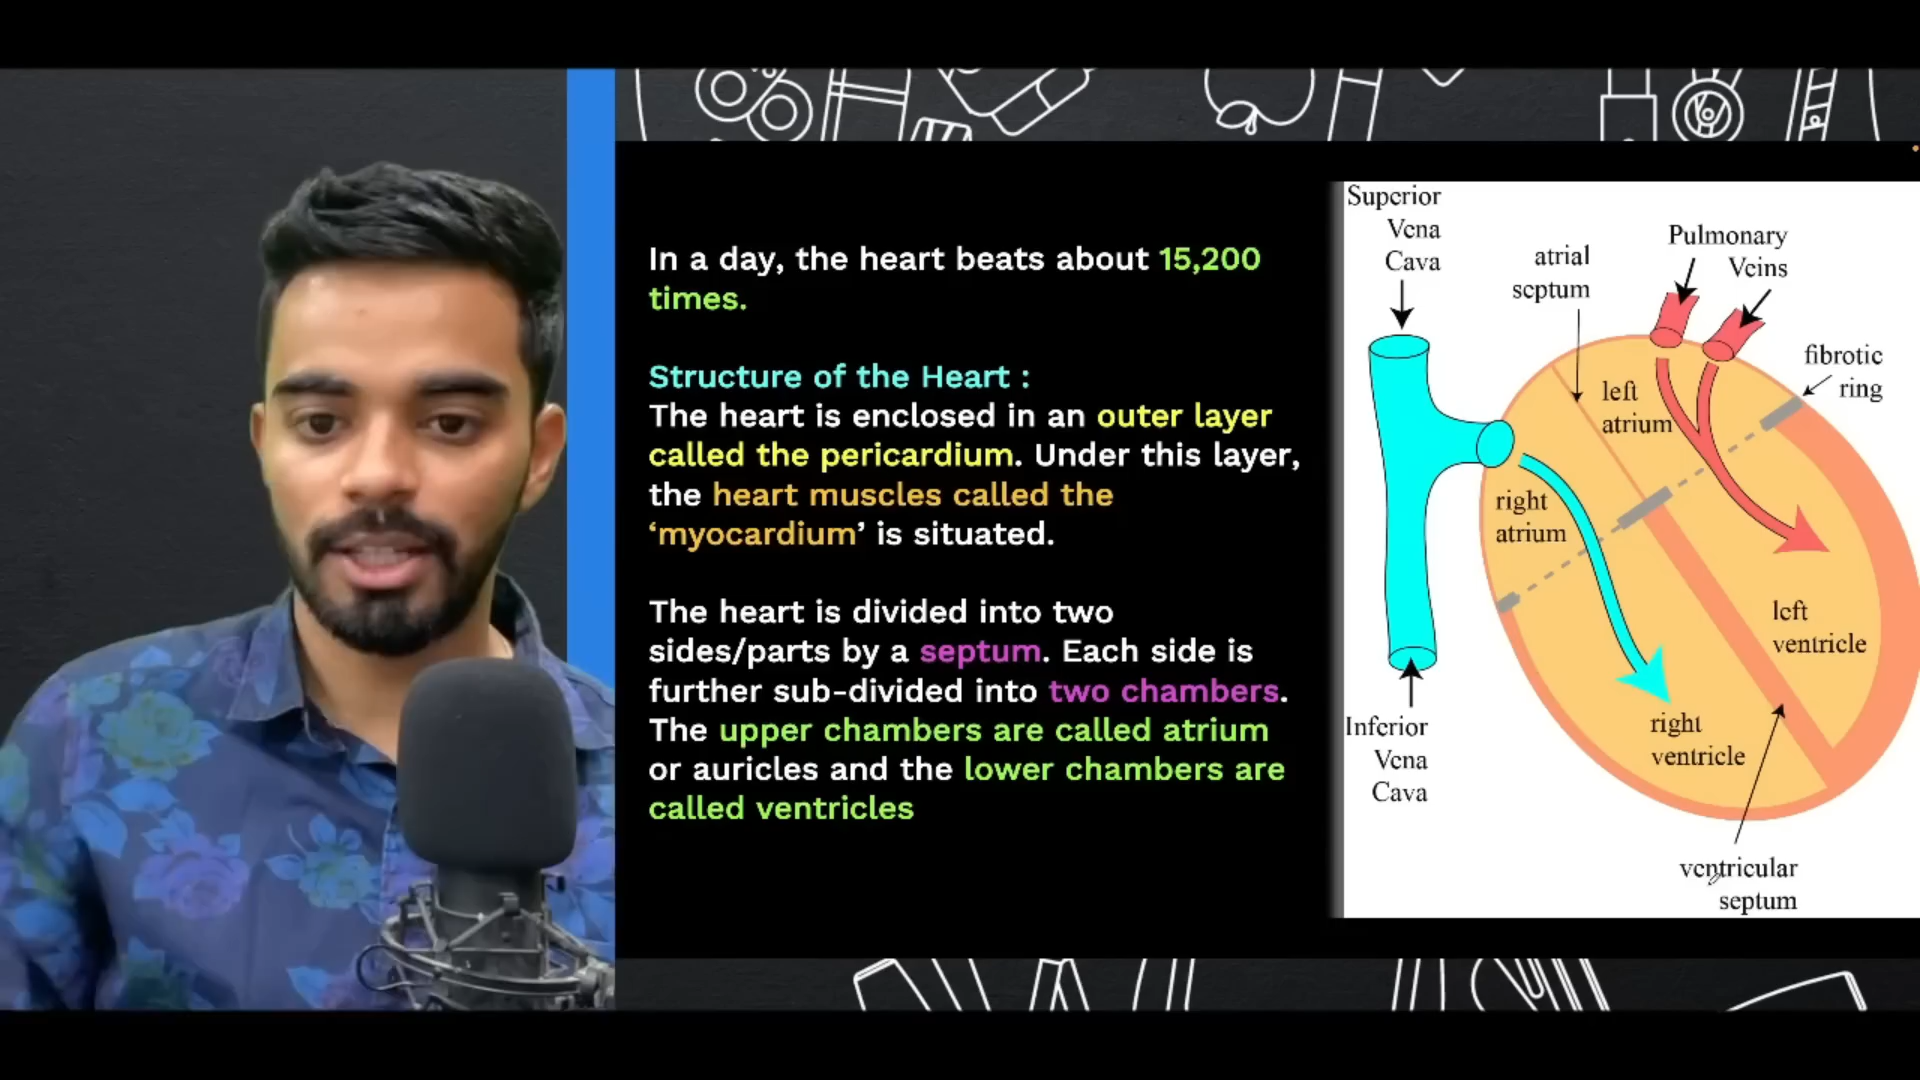 In a day, the heart beats about 15,200
times.
Structure of the Heart :
The heart is enclosed in an outer layer
called the pericardium. Under this layer,
the heart muscles called the
‘myocardium’ is situated.
The heart is divided into two
sides/parts by a septum. Each side is
further sub-divided into two chambers.
The upper chambers are called atrium
or auricles and the lower chambers are
called ventricles
Superior
Vena
Cava
atrial
septum
Pulmonary
Veins
fibrotic
ring
left
atrium
right
atrium
left
ventricle
right
ventricle
Inferior
Vena
Cava
ventricular
septum